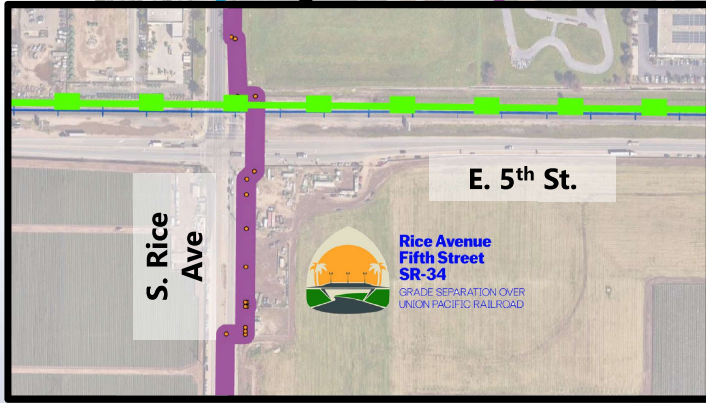 E. 5th St.
S. Rice
Ave
Rice Avenue
Fifth Street
SR-34
GRADE SEPARATION OVER
UNION PACIFIC RAILROAD